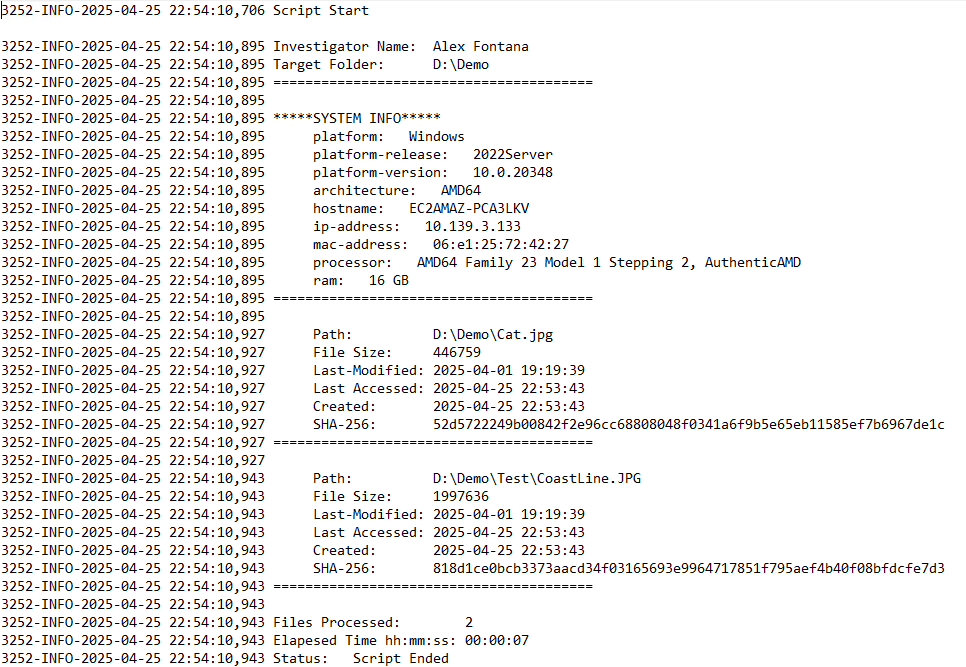 3252-INFO-2025-04-25 22:54:10,706 Script Start
3252-INFO-2025-04-25 22:54:10,895 Investigator Name:  Alex Fontana
3252-INFO-2025-04-25 22:54:10,895 Target Folder:      D:\Demo
3252-INFO-2025-04-25 22:54:10,895 ========================================
3252-INFO-2025-04-25 22:54:10,895
3252-INFO-2025-04-25 22:54:10,895 *****SYSTEM INFO*****
3252-INFO-2025-04-25 22:54:10,895      platform:   Windows
3252-INFO-2025-04-25 22:54:10,895      platform-release:   2022Server
3252-INFO-2025-04-25 22:54:10,895      platform-version:   10.0.20348
3252-INFO-2025-04-25 22:54:10,895      architecture:   AMD64
3252-INFO-2025-04-25 22:54:10,895      hostname:   EC2AMAZ-PCA3LKV
3252-INFO-2025-04-25 22:54:10,895      ip-address:   10.139.3.133
3252-INFO-2025-04-25 22:54:10,895      mac-address:   06:e1:25:72:42:27
3252-INFO-2025-04-25 22:54:10,895      processor:   AMD64 Family 23 Model 1 Stepping 2, AuthenticAMD
3252-INFO-2025-04-25 22:54:10,895      ram:   16 GB
3252-INFO-2025-04-25 22:54:10,895 ========================================
3252-INFO-2025-04-25 22:54:10,895
3252-INFO-2025-04-25 22:54:10,927      Path:          D:\Demo\Cat.jpg
3252-INFO-2025-04-25 22:54:10,927      File Size:     446759
3252-INFO-2025-04-25 22:54:10,927      Last-Modified: 2025-04-01 19:19:39
3252-INFO-2025-04-25 22:54:10,927      Last Accessed: 2025-04-25 22:53:43
3252-INFO-2025-04-25 22:54:10,927      Created:       2025-04-25 22:53:43
3252-INFO-2025-04-25 22:54:10,927      SHA-256:       52d5722249b00842f2e96cc68808048f0341a6f9b5e65eb11585ef7b6967de1c
3252-INFO-2025-04-25 22:54:10,927 ========================================
3252-INFO-2025-04-25 22:54:10,927
3252-INFO-2025-04-25 22:54:10,943      Path:          D:\Demo\Test\CoastLine.JPG
3252-INFO-2025-04-25 22:54:10,943      File Size:     1997636
3252-INFO-2025-04-25 22:54:10,943      Last-Modified: 2025-04-01 19:19:39
3252-INFO-2025-04-25 22:54:10,943      Last Accessed: 2025-04-25 22:53:43
3252-INFO-2025-04-25 22:54:10,943      Created:       2025-04-25 22:53:43
3252-INFO-2025-04-25 22:54:10,943      SHA-256:       818d1ce0bcb3373aacd34f03165693e9964717851f795aef4b40f08bfdcfe7d3
3252-INFO-2025-04-25 22:54:10,943 ========================================
3252-INFO-2025-04-25 22:54:10,943
3252-INFO-2025-04-25 22:54:10,943 Files Processed:        2
3252-INFO-2025-04-25 22:54:10,943 Elapesed Time hh:mm:ss: 00:00:07
3252-INFO-2025-04-25 22:54:10,943 Status:   Script Ended